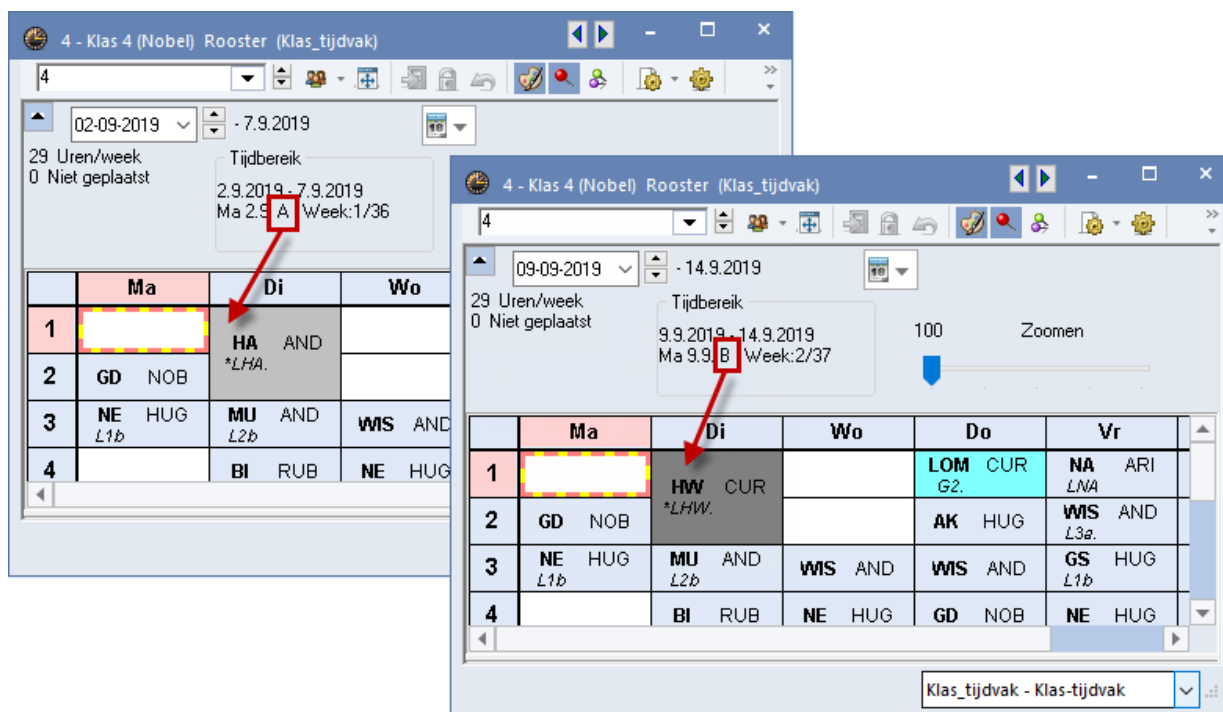 4 - Klas 4 (Nobel) Rooster (Klas_tijdvak)
4
02-09-2019 - 7.9.2019
29 Uren/week
0 Niet geplaatst
Tijdbereik
2.9.2019 - 7.9.2019
A Week:1/36
Ma Di Wo
1 HA AND
*LHA.
2 GD NOB
3 NE HUG MU AND WIS AND
L1b L2b
4 BI RUB NE HUG
4 - Klas 4 (Nobel) Rooster (Klas_tijdvak)
4
09-09-2019 - 14.9.2019
29 Uren/week
0 Niet geplaatst
Tijdbereik
9.9.2019 - 14.9.2019
Ma 9.9. B Week:2/37
100 Zoomen
Ma Di Wo Do Vr
1 HW CUR LOM CUR NA ARI
*LHW. G2. LNA
2 GD NOB AK HUG WIS AND
L3a.
3 NE HUG MU AND WIS AND WIS AND GS HUG
L1b L2b L1b
4 BI RUB NE HUG GD NOB NE HUG
Klas_tijdvak - Klas-tijdvak